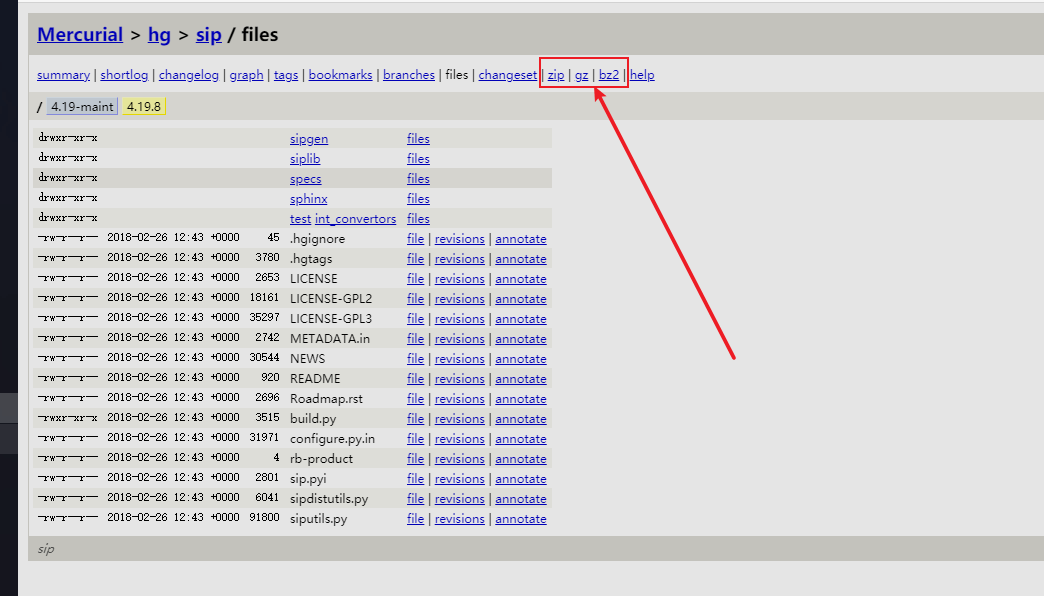 Mercurial > hg > sip / files
summary | shortlog | changelog | graph | tags | bookmarks | branches | files | changeset | zip | gz | bz2 | help
/ 4.19-maint 4.19.8
drwxr-xr-x sipgen files
drwxr-xr-x siplib files
drwxr-xr-x specs files
drwxr-xr-x sphinx files
drwxr-xr-x test int_convertors files
-rw-r--r-- 2018-02-26 12:43 +0000 45 .hgignore file | revisions | annotate
-rw-r--r-- 2018-02-26 12:43 +0000 3780 .hgtags file | revisions | annotate
-rw-r--r-- 2018-02-26 12:43 +0000 2653 LICENSE file | revisions | annotate
-rw-r--r-- 2018-02-26 12:43 +0000 18161 LICENSE-GPL2 file | revisions | annotate
-rw-r--r-- 2018-02-26 12:43 +0000 35297 LICENSE-GPL3 file | revisions | annotate
-rw-r--r-- 2018-02-26 12:43 +0000 2742 METADATA.in file | revisions | annotate
-rw-r--r-- 2018-02-26 12:43 +0000 30544 NEWS file | revisions | annotate
-rw-r--r-- 2018-02-26 12:43 +0000 920 README file | revisions | annotate
-rw-r--r-- 2018-02-26 12:43 +0000 2696 Roadmap.rst file | revisions | annotate
-rwxr-xr-x 2018-02-26 12:43 +0000 3515 build.py file | revisions | annotate
-rw-r--r-- 2018-02-26 12:43 +0000 31971 configure.py.in file | revisions | annotate
-rw-r--r-- 2018-02-26 12:43 +0000 4 rb-product file | revisions | annotate
-rw-r--r-- 2018-02-26 12:43 +0000 2801 sip.pyi file | revisions | annotate
-rw-r--r-- 2018-02-26 12:43 +0000 6041 sipdistutils.py file | revisions | annotate
-rw-r--r-- 2018-02-26 12:43 +0000 91800 siputils.py file | revisions | annotate
sip